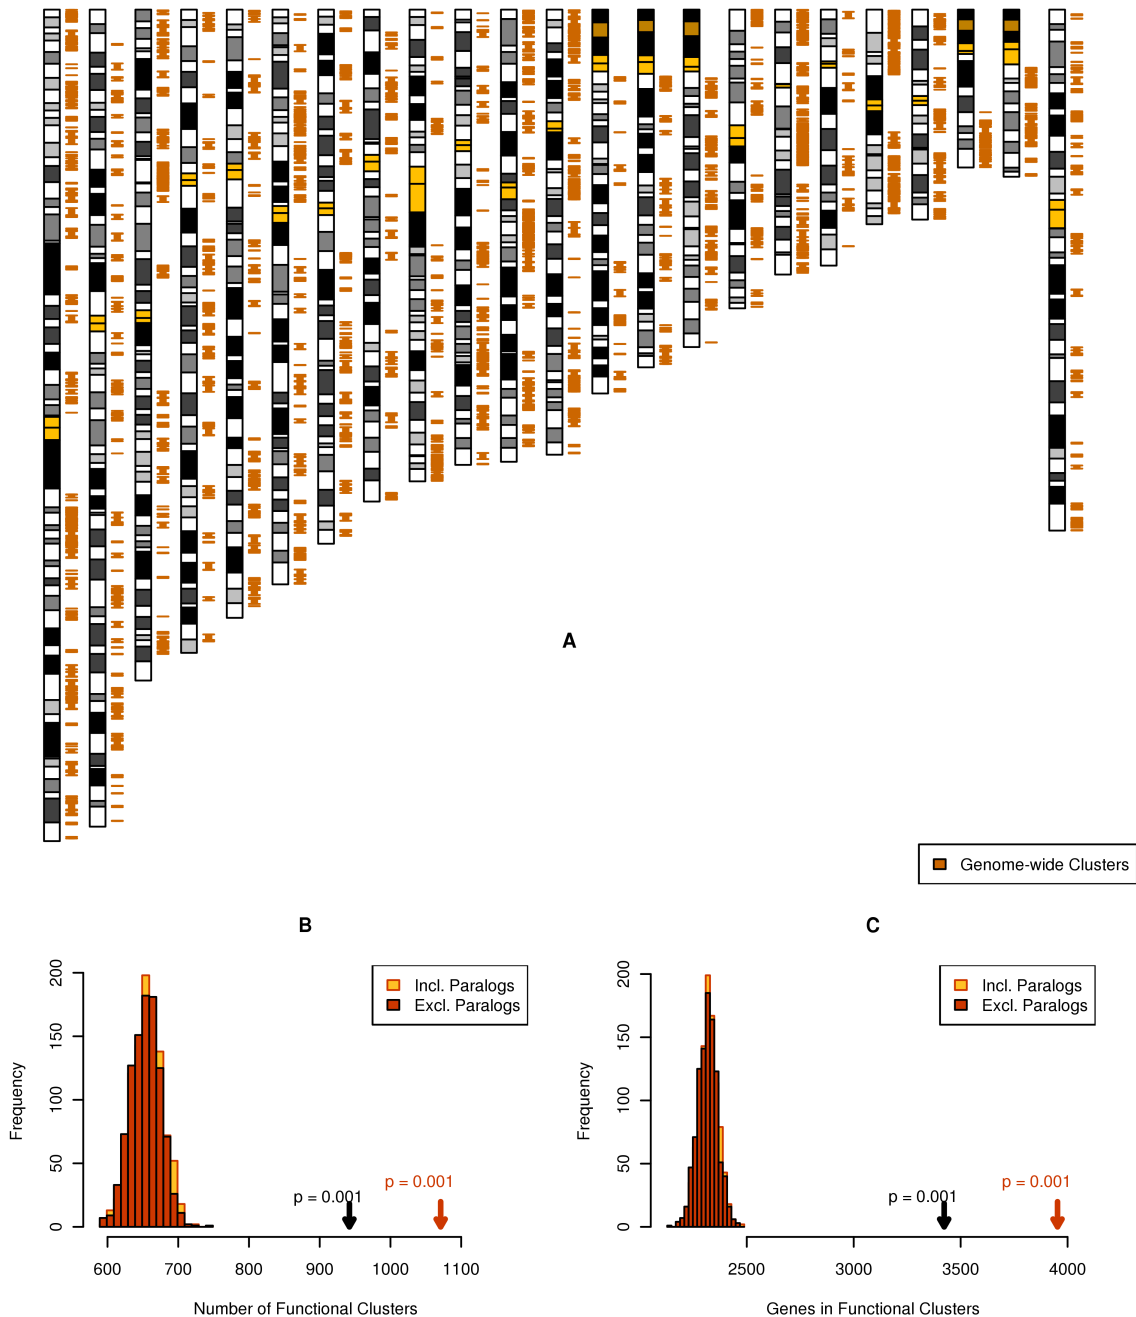 A
Genome-wide Clusters
B
C
Incl. Paralogs
Excl. Paralogs
Frequency
200
150
100
50
0
p = 0.001
p = 0.001
600 700 800 900 1000 1100
Number of Functional Clusters
Incl. Paralogs
Excl. Paralogs
Frequency
200
150
100
50
0
p = 0.001
p = 0.001
2500 3000 3500 4000
Genes in Functional Clusters